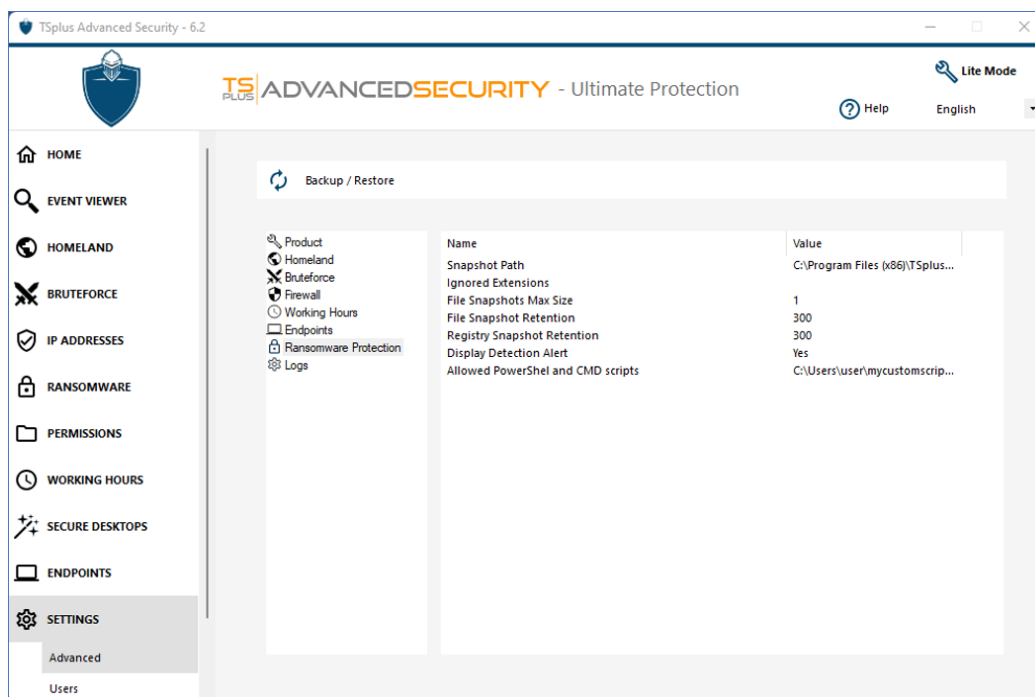 TSplus Advanced Security - 6.2
TS PLUS ADVANCEDSECURITY - Ultimate Protection
Lite Mode
Help
English
HOME
EVENT VIEWER
HOMELAND
BRUTEFORCE
IP ADDRESSES
RANSOMWARE
PERMISSIONS
WORKING HOURS
SECURE DESKTOPS
ENDPOINTS
SETTINGS
Advanced
Users
Backup / Restore
Product
Homeland
Bruteforce
Firewall
Working Hours
Endpoints
Ransomware Protection
Logs
Name Value
Snapshot Path C:\Program Files (x86)\TSplus...
Ignored Extensions
File Snapshots Max Size 1
File Snapshot Retention 300
Registry Snapshot Retention 300
Display Detection Alert Yes
Allowed PowerShel and CMD scripts C:\Users\user\mycustomscrip...